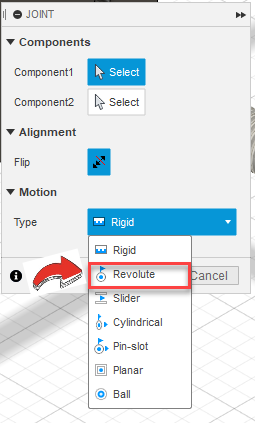 JOINT
Components
Component1 Select
Component2 Select
Alignment
Flip
Motion
Type Rigid
Rigid
Revolute
Cancel
Slider
Cylindrical
Pin-slot
Planar
Ball